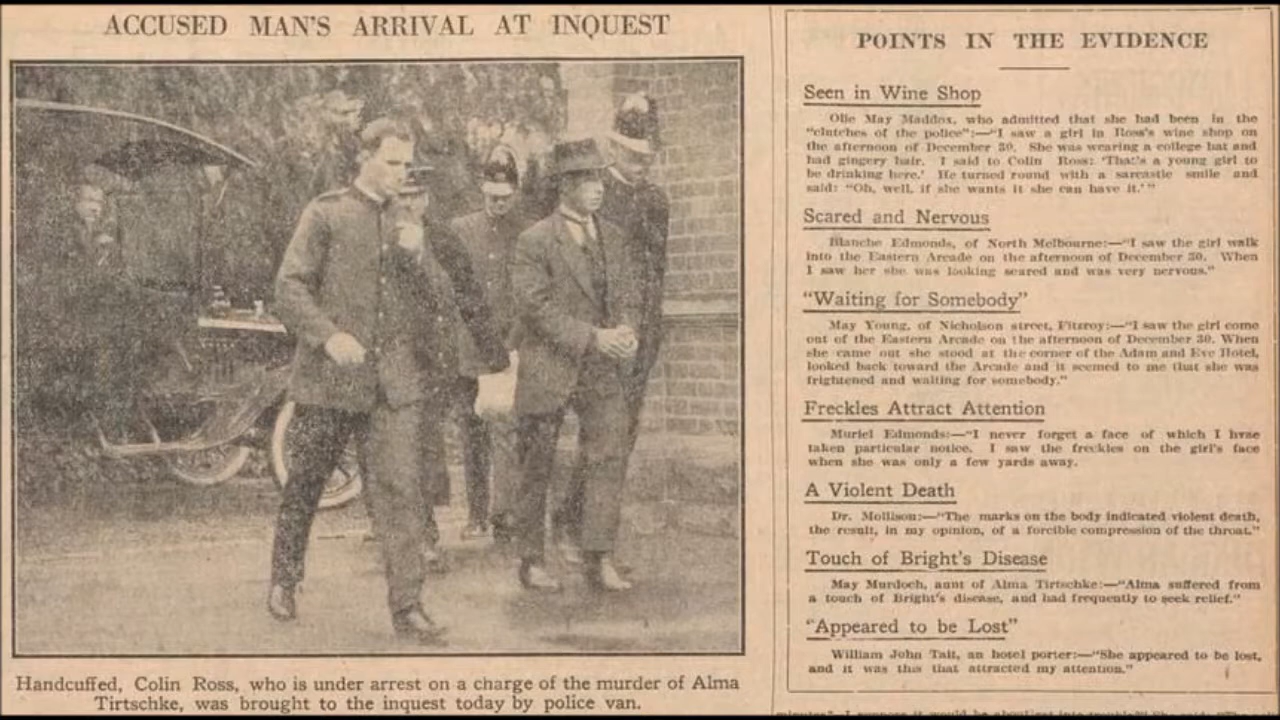 ACCUSED MAN'S ARRIVAL AT INQUEST
Handcuffed, Colin Ross, who is under arrest on a charge of the murder of Alma
Tirtschke, was brought to the inquest today by police van.
POINTS IN THE EVIDENCE
Seen in Wine Shop
Olie May Maddox, who admitted that she had been in the
"clutches of the police":—"I saw a girl in Ross's wine shop on
the afternoon of December 30. She was wearing a college hat and
had gingery hair. I said to Colin Ross: 'That's a young girl to
be drinking here.' He turned round with a sarcastic smile and
said: "Oh, well, if she wants it she can have it.'"
Scared and Nervous
Blanche Edmonds, of North Melbourne:—"I saw the girl walk
into the Eastern Arcade on the afternoon of December 30. When
I saw her she was looking scared and was very nervous."
"Waiting for Somebody"
May Young, of Nicholson street, Fitzroy:—"I saw the girl come
out of the Eastern Arcade on the afternoon of December 30. When
she came out she stood at the corner of the Adam and Eve Hotel,
looked back toward the Arcade and it seemed to me that she was
frightened and waiting for somebody."
Freckles Attract Attention
Muriel Edmonds:—"I never forget a face of which I hvae
taken particular notice. I saw the freckles on the girl's face
when she was only a few yards away.
A Violent Death
Dr. Mollison:—"The marks on the body indicated violent death,
the result, in my opinion, of a forcible compression of the throat."
Touch of Bright's Disease
May Murdoch, aunt of Alma Tirtschke:—"Alma suffered from
a touch of Bright's disease, and had frequently to seek relief."
"Appeared to be Lost"
William John Tait, an hotel porter:—"She appeared to be lost,
and it was this that attracted my attention."